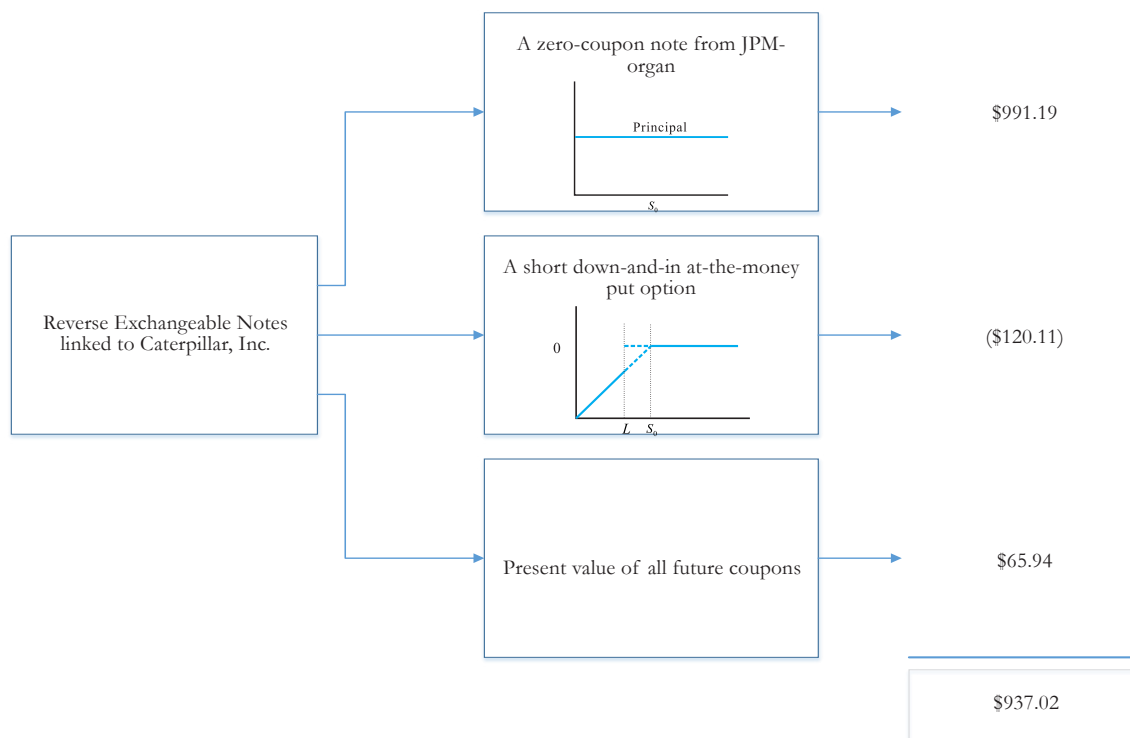 A zero-coupon note from JPM-
organ
Principal
S₀
$991.19
Reverse Exchangeable Notes
linked to Caterpillar, Inc.
A short down-and-in at-the-money
put option
0
L S₀
($120.11)
Present value of all future coupons
$65.94
$937.02